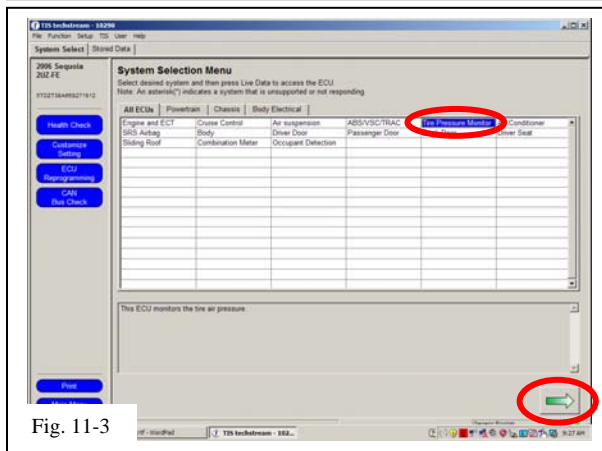 TIS techstream - 10290
File Function Setup TIS User Help
System Select Stored Data
2006 Sequoia
2UZ-FE
System Selection Menu
Select desired system and then press Live Data to access the ECU.
Note: An asterisk(*) indicates a system that is unsupported or not responding.
All ECUs Powertrain Chassis Body Electrical
Engine and ECT Cruise Control Air suspension ABS/VSC/TRAC Tire Pressure Monitor Conditioner
SRS Airbag Body Driver Door Passenger Door Door Driver Seat
Sliding Roof Combination Meter Occupant Detection
Health Check
Customize
Setting
ECU
Reprogramming
CAN
Bus Check
This ECU monitors the tire air pressure.
Print
Main Menu
Fig. 11-3
- WordPad TIS techstream - 102... 9:27 AM